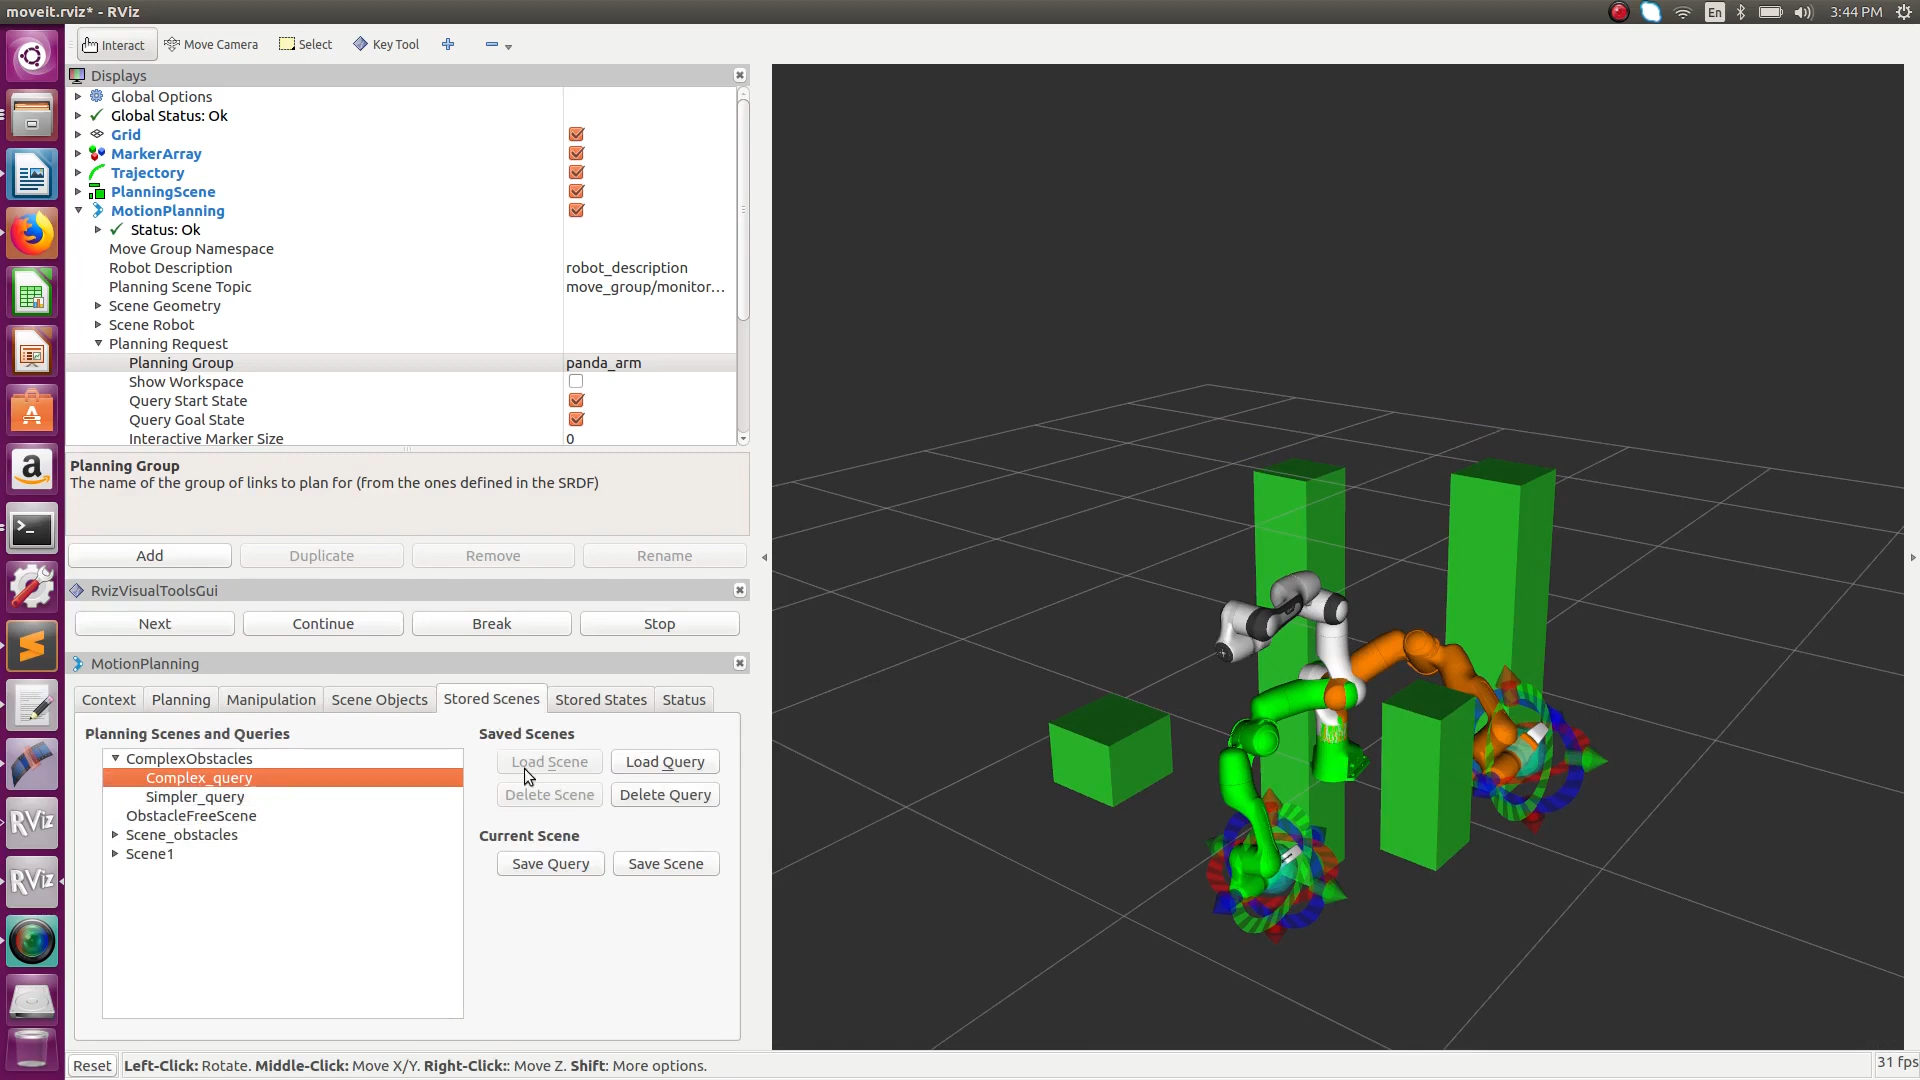 moveit.rviz* - RViz
En
3:44 PM
Interact
Move Camera
Select
Key Tool
Displays
Global Options
Global Status: Ok
Grid
MarkerArray
Trajectory
PlanningScene
MotionPlanning
Status: Ok
Move Group Namespace
Robot Description robot_description
Planning Scene Topic move_group/monitor...
Scene Geometry
Scene Robot
Planning Request
Planning Group panda_arm
Show Workspace
Query Start State
Query Goal State
Interactive Marker Size 0
Planning Group
The name of the group of links to plan for (from the ones defined in the SRDF)
Add Duplicate Remove Rename
RvizVisualToolsGui
Next Continue Break Stop
MotionPlanning
Context Planning Manipulation Scene Objects Stored Scenes Stored States Status
Planning Scenes and Queries
ComplexObstacles
Complex_query
Simpler_query
ObstacleFreeScene
Scene_obstacles
Scene1
Saved Scenes
Load Scene Load Query
Delete Scene Delete Query
Current Scene
Save Query Save Scene
RViz
RViz
Reset
Left-Click: Rotate. Middle-Click: Move X/Y. Right-Click:: Move Z. Shift: More options.
31 fps